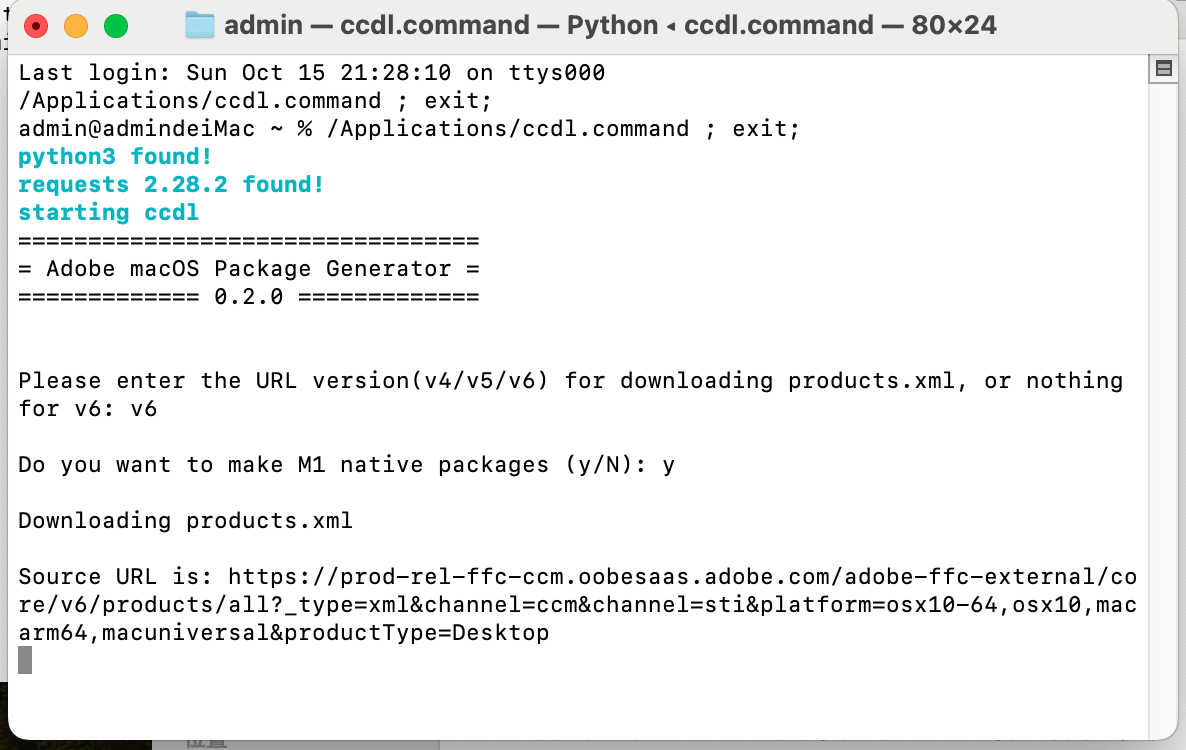 admin — ccdl.command — Python ◂ ccdl.command — 80×24
Last login: Sun Oct 15 21:28:10 on ttys000
/Applications/ccdl.command ; exit;
admin@admindeiMac ~ % /Applications/ccdl.command ; exit;
python3 found!
requests 2.28.2 found!
starting ccdl
=================================
= Adobe macOS Package Generator =
============= 0.2.0 =============
Please enter the URL version(v4/v5/v6) for downloading products.xml, or nothing
for v6: v6
Do you want to make M1 native packages (y/N): y
Downloading products.xml
Source URL is: https://prod-rel-ffc-ccm.oobesaas.adobe.com/adobe-ffc-external/co
re/v6/products/all?_type=xml&channel=ccm&channel=sti&platform=osx10-64,osx10,mac
arm64,macuniversal&productType=Desktop